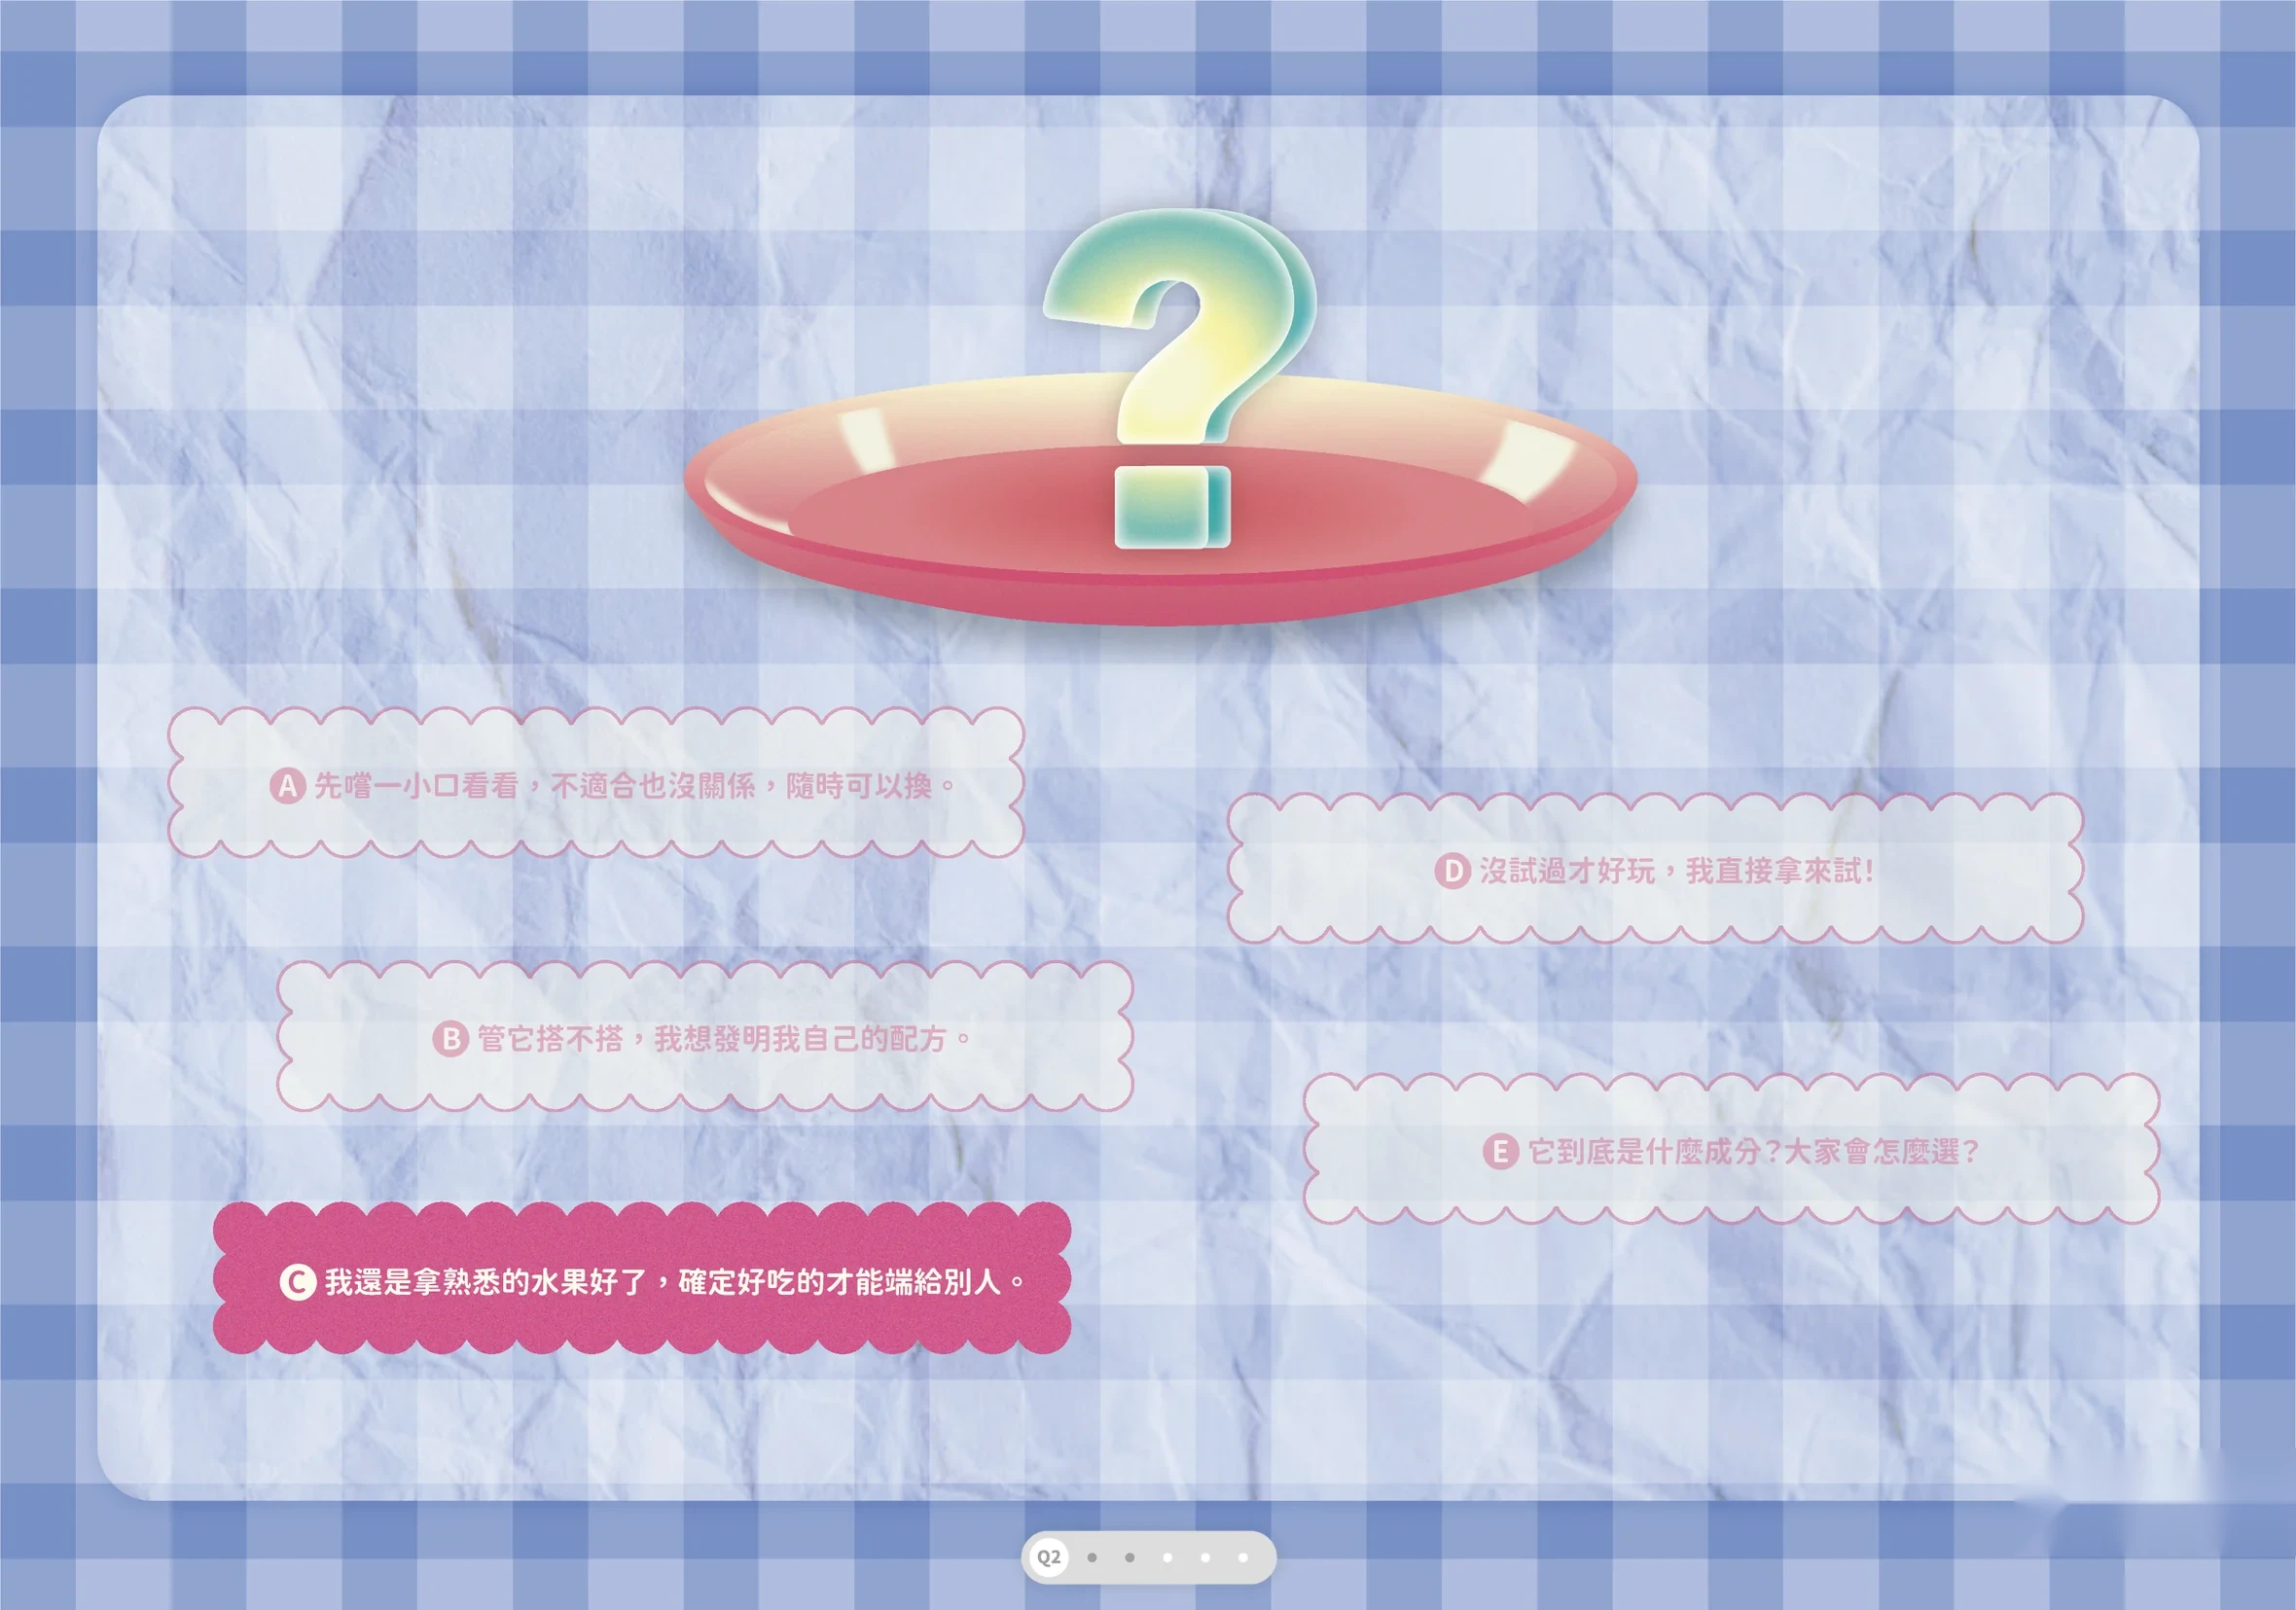 ?
A 先嚐一小口看看，不適合也沒關係，隨時可以換。
B 管它搭不搭，我想發明我自己的配方。
C 我還是拿熟悉的水果好了，確定好吃的才能端給別人。
D 沒試過才好玩，我直接拿來試！
E 它到底是什麼成分？大家會怎麼選？
Q2